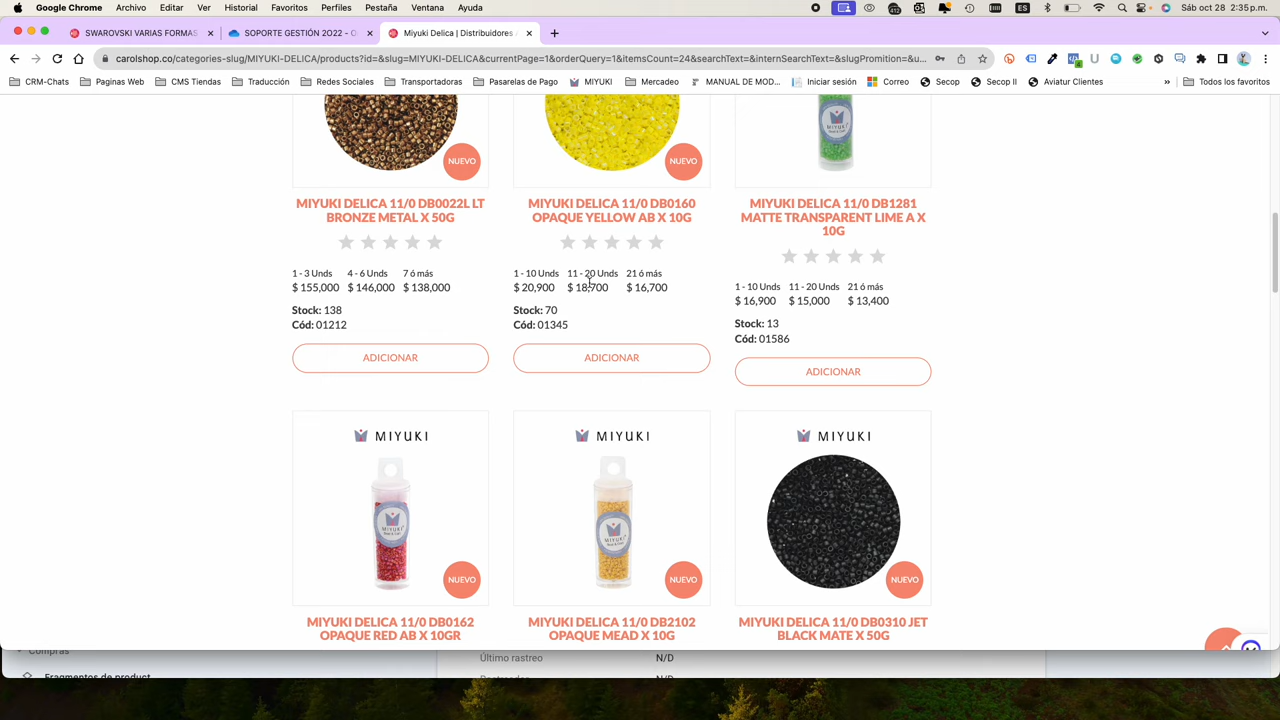 Google Chrome Archivo Editar Ver Historial Favoritos Perfiles Pestaña Ventana Ayuda ES Sáb oct 28 2:35 p.m.
SWAROVSKI VARIAS FORMAS × SOPORTE GESTIÓN 2022 - O × Miyuki Delica | Distribuidores × +
carolshop.co/categories-slug/MIYUKI-DELICA/products?id=&slug=MIYUKI-DELICA&currentPage=1&orderQuery=1&itemsCount=24&searchText=&internSearchText=&slugPromition=&u...
CRM-Chats Paginas Web CMS Tiendas Traducción Redes Sociales Transportadoras Pasarelas de Pago MIYUKI Mercadeo MANUAL DE MOD... Iniciar sesión Correo Secop Secop II Aviatur Clientes » Todos los favoritos
NUEVO NUEVO
MIYUKI DELICA 11/0 DB0022L LT
BRONZE METAL X 50G
1 - 3 Unds 4 - 6 Unds 7 ó más
$ 155,000 $ 146,000 $ 138,000
Stock: 138
Cód: 01212
ADICIONAR
MIYUKI DELICA 11/0 DB0160
OPAQUE YELLOW AB X 10G
1 - 10 Unds 11 - 20 Unds 21 ó más
$ 20,900 $ 18,700 $ 16,700
Stock: 70
Cód: 01345
ADICIONAR
MIYUKI DELICA 11/0 DB1281
MATTE TRANSPARENT LIME A X
10G
1 - 10 Unds 11 - 20 Unds 21 ó más
$ 16,900 $ 15,000 $ 13,400
Stock: 13
Cód: 01586
ADICIONAR
MIYUKI MIYUKI MIYUKI
MIYUKI MIYUKI
NUEVO NUEVO NUEVO
MIYUKI DELICA 11/0 DB0162
OPAQUE RED AB X 10GR
MIYUKI DELICA 11/0 DB2102
OPAQUE MEAD X 10G
MIYUKI DELICA 11/0 DB0310 JET
BLACK MATE X 50G
Compras
Último rastreo N/D
Fragmentos de product